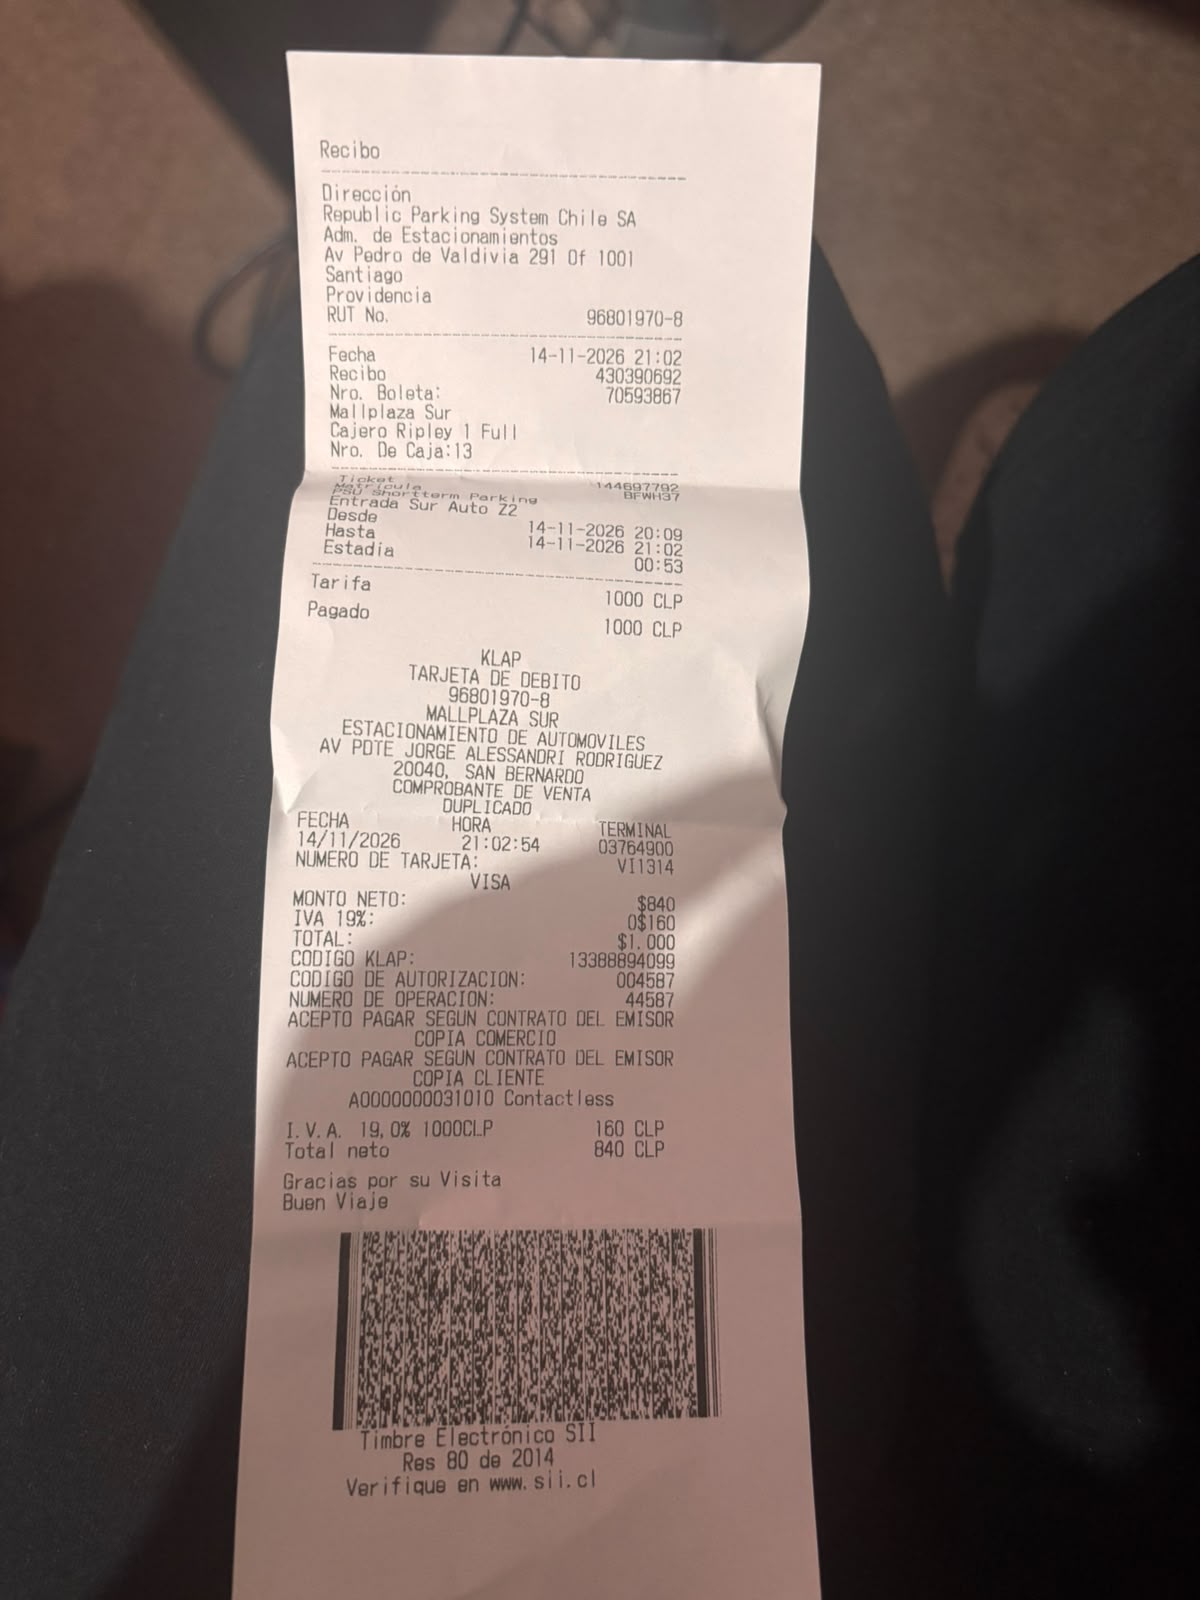 Recibo
Dirección
Republic Parking System Chile SA
Adm. de Estacionamientos
Av Pedro de Valdivia 291 Of 1001
Santiago
Providencia
RUT No. 96801970-8
Fecha 14-11-2026 21:02
Recibo 430390692
Nro. Boleta: 70593867
Mallplaza Sur
Cajero Ripley 1 Full
Nro. De Caja:13
Ticket 144697792
Matrícula BFWH37
PSU Shortterm Parking
Entrada Sur Auto Z2
Desde 14-11-2026 20:09
Hasta 14-11-2026 21:02
Estadia 00:53
Tarifa 1000 CLP
Pagado 1000 CLP
KLAP
TARJETA DE DEBITO
96801970-8
MALLPLAZA SUR
ESTACIONAMIENTO DE AUTOMOVILES
AV PDTE JORGE ALESSANDRI RODRIGUEZ
20040, SAN BERNARDO
COMPROBANTE DE VENTA
DUPLICADO
FECHA HORA TERMINAL
14/11/2026 21:02:54 03764900
NUMERO DE TARJETA: VI1314
VISA
MONTO NETO: $840
IVA 19%: 0$160
TOTAL: $1.000
CODIGO KLAP: 13388894099
CODIGO DE AUTORIZACION: 004587
NUMERO DE OPERACION: 44587
ACEPTO PAGAR SEGUN CONTRATO DEL EMISOR
COPIA COMERCIO
ACEPTO PAGAR SEGUN CONTRATO DEL EMISOR
COPIA CLIENTE
A0000000031010 Contactless
I.V.A. 19,0% 1000CLP 160 CLP
Total neto 840 CLP
Gracias por su Visita
Buen Viaje
Timbre Electrónico SII
Res 80 de 2014
Verifique en www.sii.cl